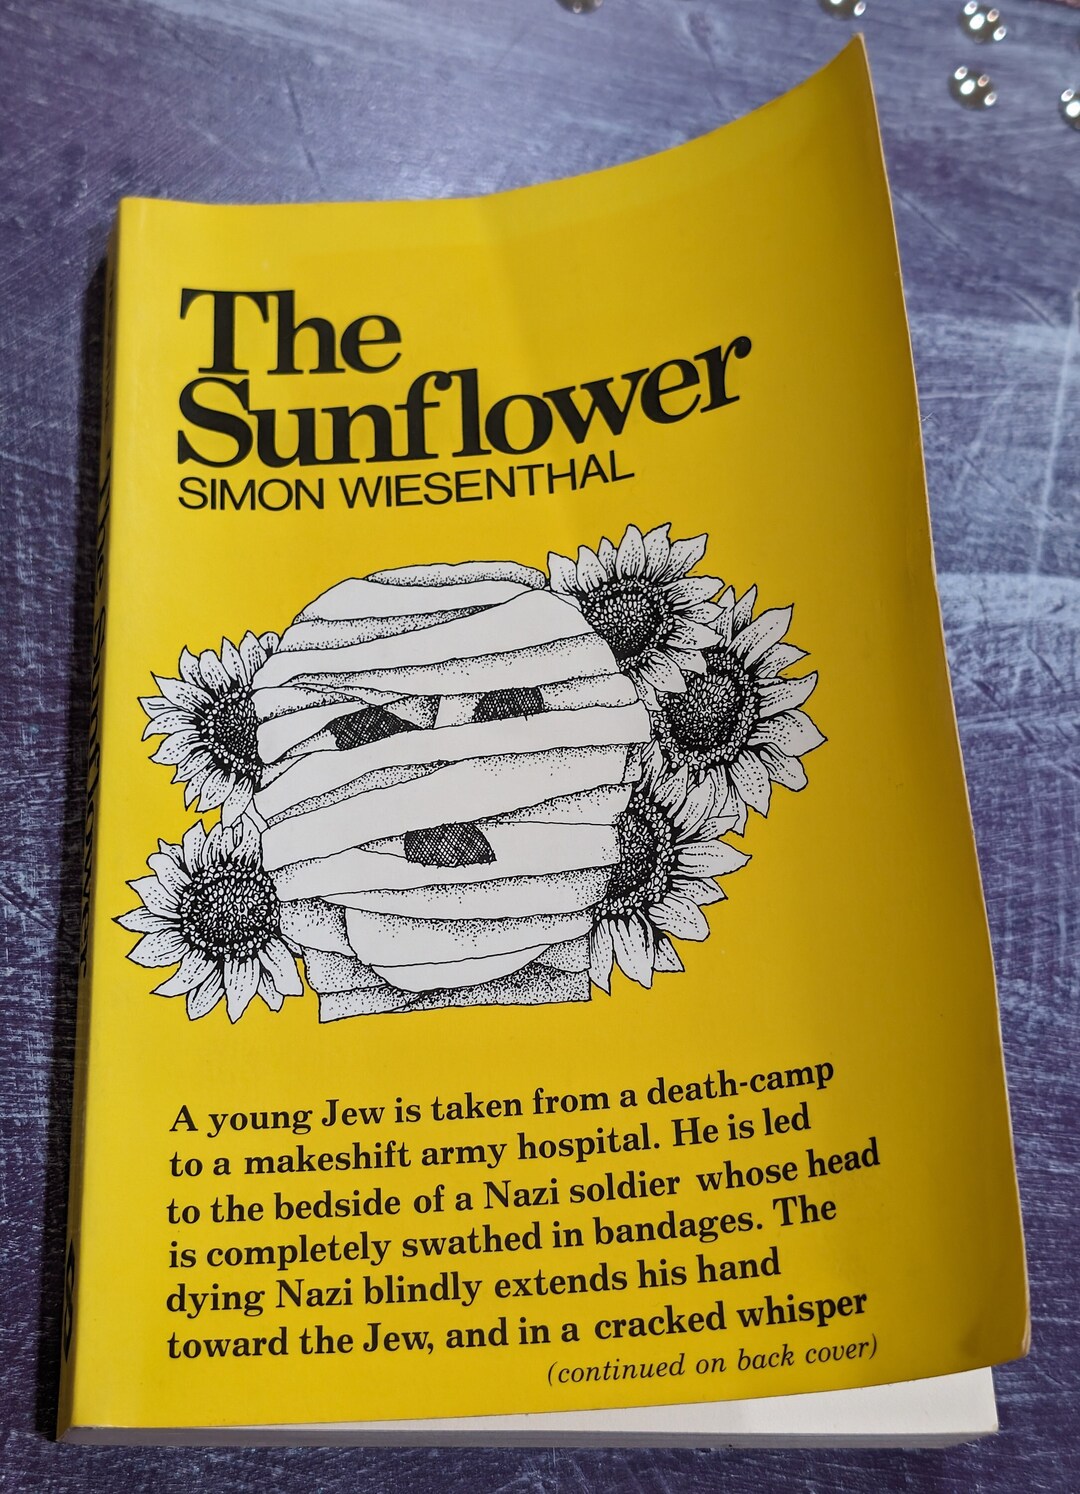 The
Sunflower
SIMON WIESENTHAL
A young Jew is taken from a death-camp
to a makeshift army hospital. He is led
to the bedside of a Nazi soldier whose head
is completely swathed in bandages. The
dying Nazi blindly extends his hand
toward the Jew, and in a cracked whisper
(continued on back cover)
The Sunflower